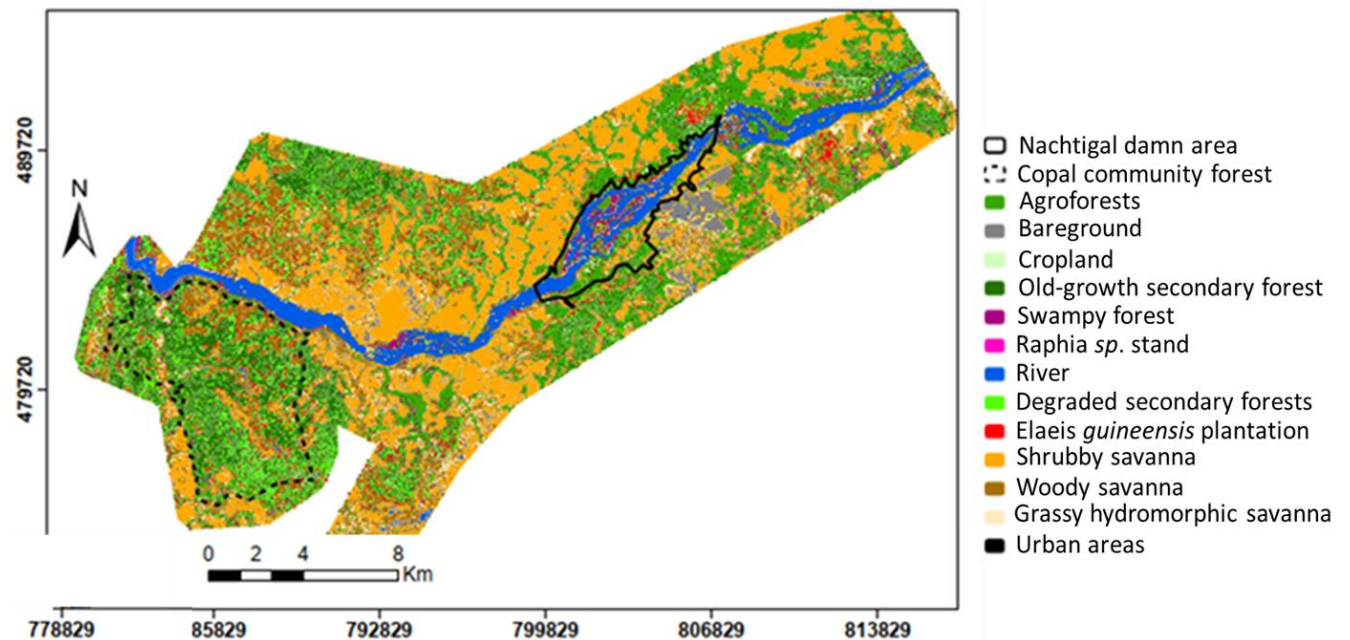 489720
479720
N
0 2 4 8
Km
778829 85829 792829 799829 806829 813829
Nachtigal damn area
Copal community forest
Agroforests
Bareground
Cropland
Old-growth secondary forest
Swampy forest
Raphia sp. stand
River
Degraded secondary forests
Elaeis guineensis plantation
Shrubby savanna
Woody savanna
Grassy hydromorphic savanna
Urban areas